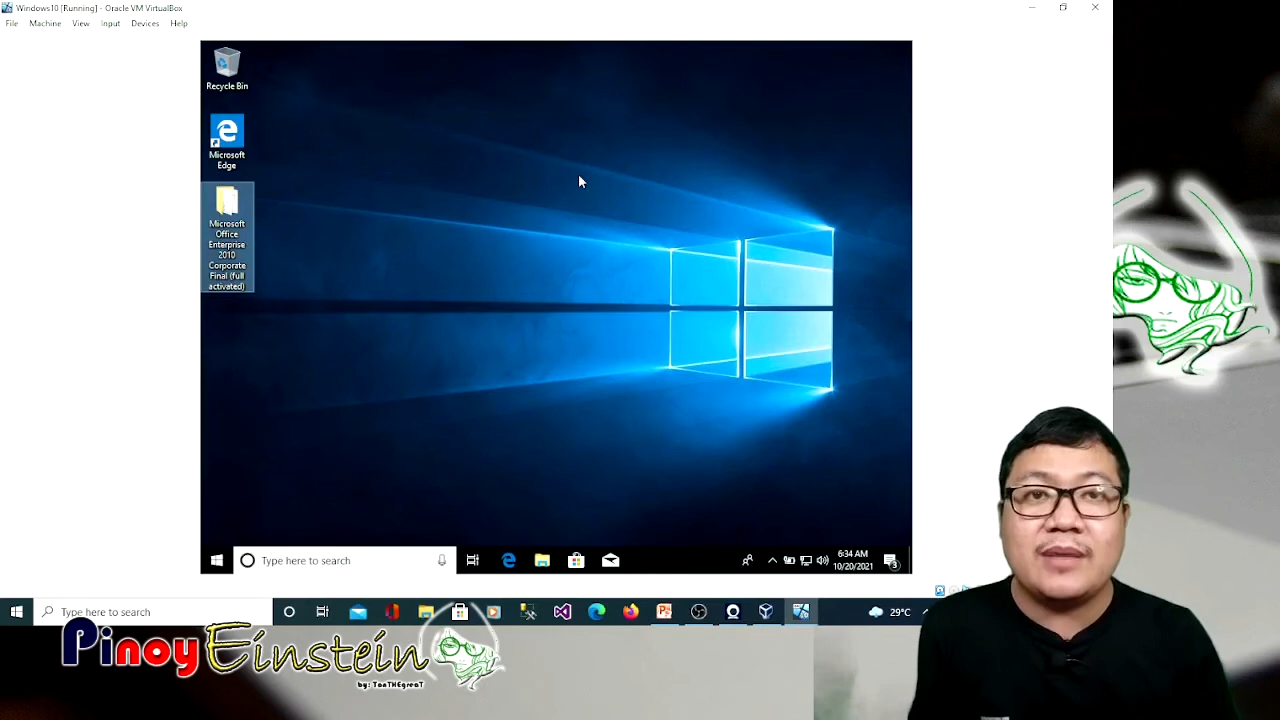 Windows10 [Running] - Oracle VM VirtualBox
File Machine View Input Devices Help
Recycle Bin
Microsoft
Edge
Microsoft
Office
Enterprise
2010
Corporate
Final (full
activated)
Type here to search
6:34 AM
10/20/2021
3
Type here to search
29°C
Pinoy Einstein
by: TonTHEgreaT